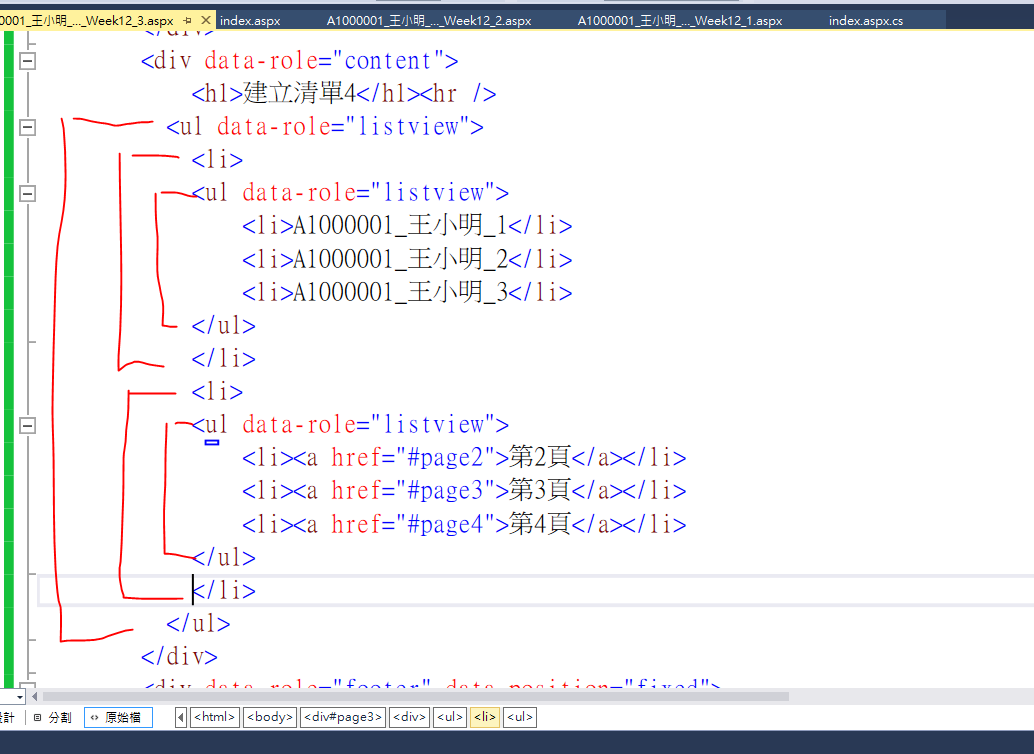 0001_王小明_..._Week12_3.aspx index.aspx A1000001_王小明_..._Week12_2.aspx A1000001_王小明_..._Week12_1.aspx index.aspx.cs
</div>
<div data-role="content">
<h1>建立清單4</h1><hr />
<ul data-role="listview">
<li>
<ul data-role="listview">
<li>A1000001_王小明_1</li>
<li>A1000001_王小明_2</li>
<li>A1000001_王小明_3</li>
</ul>
</li>
<li>
<ul data-role="listview">
<li><a href="#page2">第2頁</a></li>
<li><a href="#page3">第3頁</a></li>
<li><a href="#page4">第4頁</a></li>
</ul>
</li>
</ul>
</div>
<div data-role="footer" data-position="fixed">
設計 分割 原始檔 <html> <body> <div#page3> <div> <ul> <li> <ul>